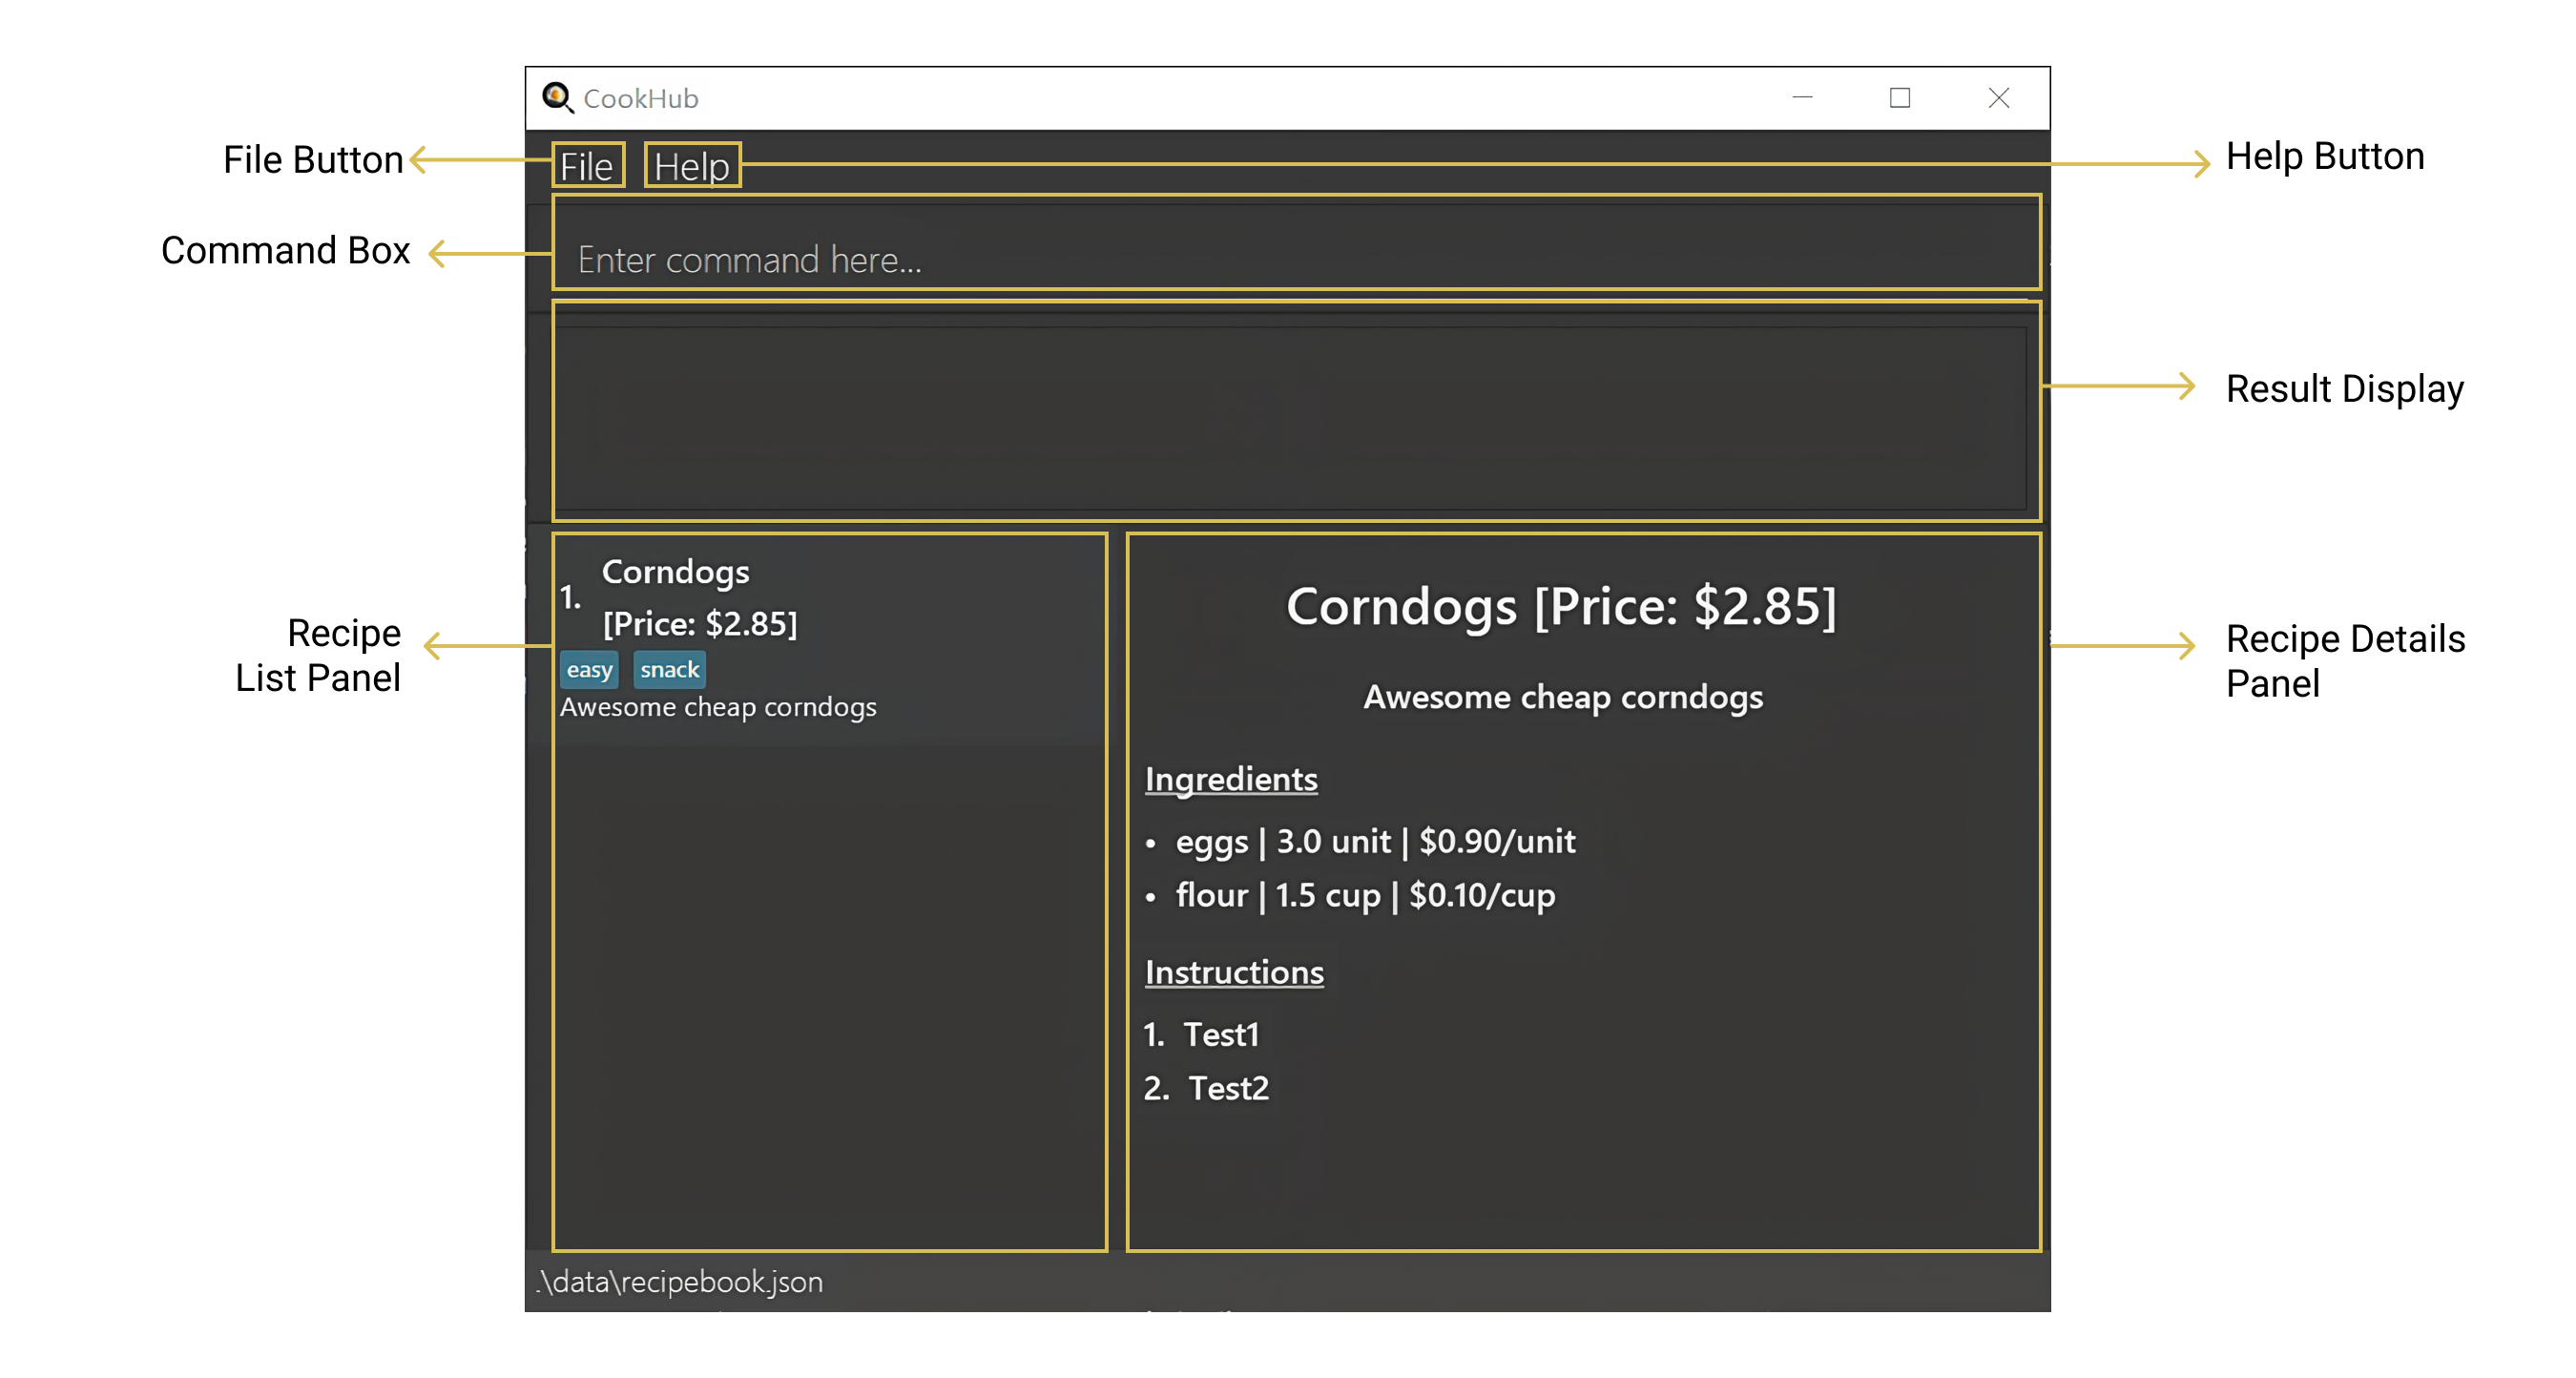 CookHub
File Button
File
Help
Help Button
Command Box
Enter command here...
Result Display
Recipe
List Panel
1.
Corndogs
[Price: $2.85]
easy
snack
Awesome cheap corndogs
Corndogs [Price: $2.85]
Awesome cheap corndogs
Ingredients
• eggs | 3.0 unit | $0.90/unit
• flour | 1.5 cup | $0.10/cup
Instructions
1. Test1
2. Test2
Recipe Details
Panel
.\data\recipebook.json